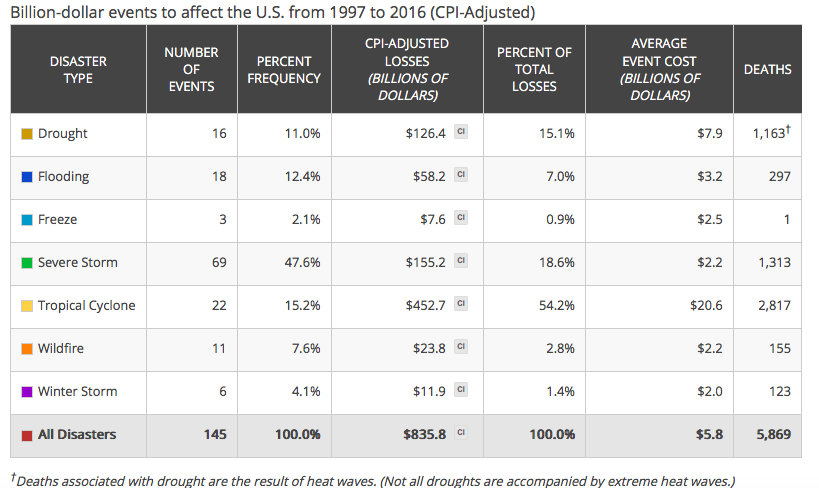 Billion-dollar events to affect the U.S. from 1997 to 2016 (CPI-Adjusted)
DISASTER TYPE NUMBER OF EVENTS PERCENT FREQUENCY CPI-ADJUSTED LOSSES (BILLIONS OF DOLLARS) PERCENT OF TOTAL LOSSES AVERAGE EVENT COST (BILLIONS OF DOLLARS) DEATHS
Drought 16 11.0% $126.4 CI 15.1% $7.9 1,163†
Flooding 18 12.4% $58.2 CI 7.0% $3.2 297
Freeze 3 2.1% $7.6 CI 0.9% $2.5 1
Severe Storm 69 47.6% $155.2 CI 18.6% $2.2 1,313
Tropical Cyclone 22 15.2% $452.7 CI 54.2% $20.6 2,817
Wildfire 11 7.6% $23.8 CI 2.8% $2.2 155
Winter Storm 6 4.1% $11.9 CI 1.4% $2.0 123
All Disasters 145 100.0% $835.8 CI 100.0% $5.8 5,869
†Deaths associated with drought are the result of heat waves. (Not all droughts are accompanied by extreme heat waves.)